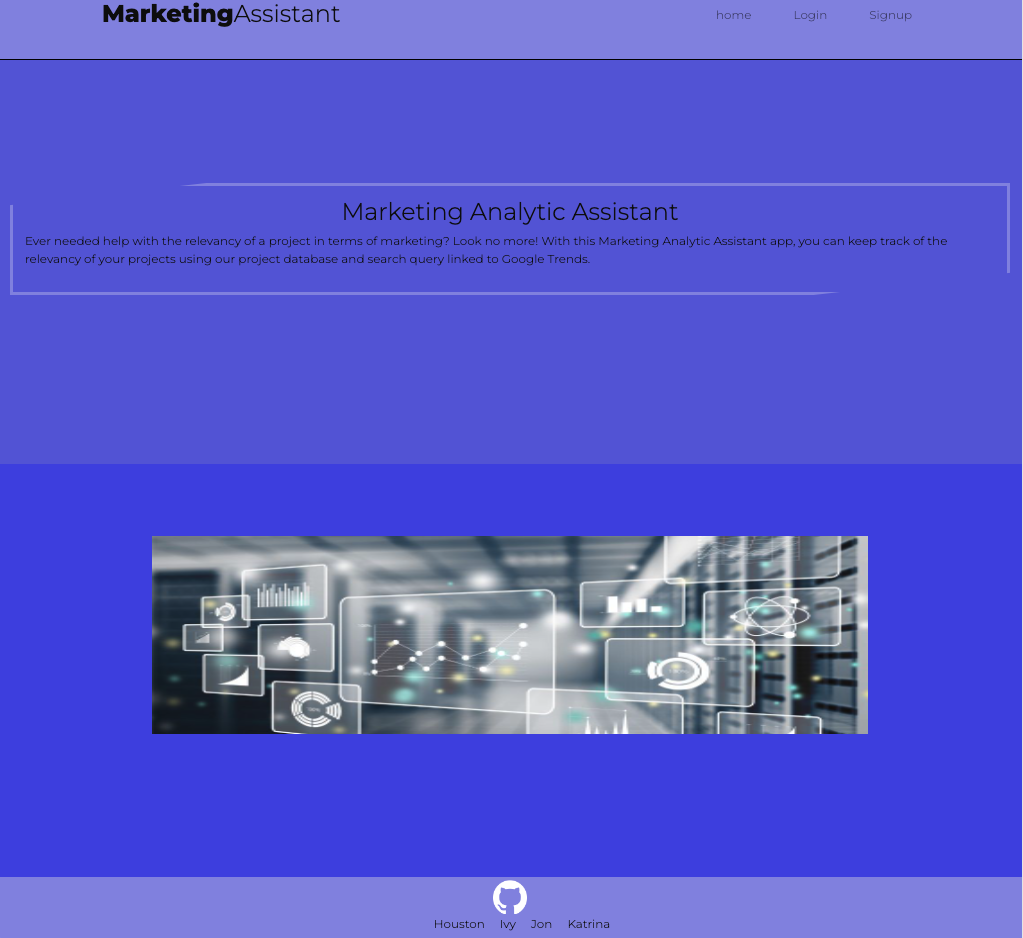 MarketingAssistant
home Login Signup
Marketing Analytic Assistant
Ever needed help with the relevancy of a project in terms of marketing? Look no more! With this Marketing Analytic Assistant app, you can keep track of the
relevancy of your projects using our project database and search query linked to Google Trends.
Houston Ivy Jon Katrina